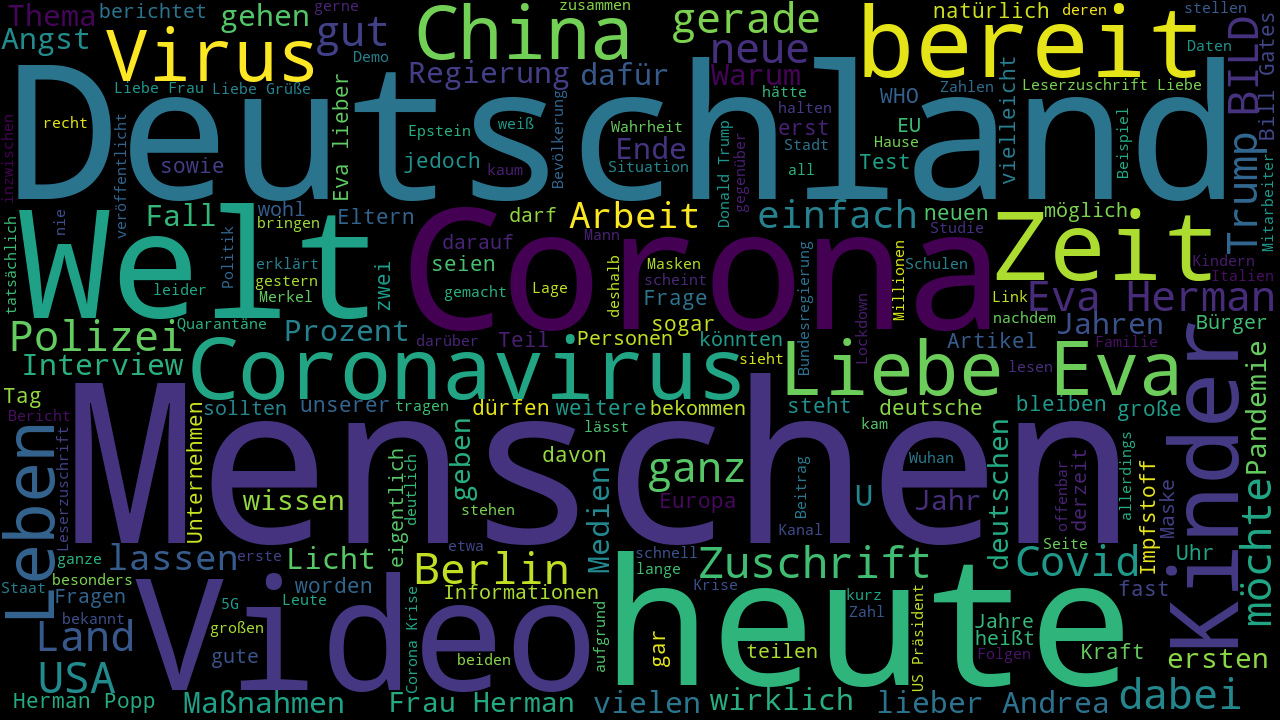 Thema
berichtet
gehen
gerne
gut
China
zusammen
gerade
natürlich
deren
stellen
Angst
Virus
Demo
Regierung
dafür
neue
Warum
bereit
Daten
BILD
Bill Gates
Liebe Frau
Liebe Grüße
Deutschland
recht
inzwischen
veröffentlicht
sowie
Eva lieber
Epstein
weiß
jedoch
kaum
Bevölkerung
Wahrheit
Ende
Situation
hätte
halten
erst
Stadt
all
Donald Trump
gegenüber
WHO
Zahlen
Leserzuschrift Liebe
EU
Hause
Test
vielleicht
Beispiel
Trump
Mitarbeiter
tatsächlich
nie
Welt
Fall
wohl
bringen
Eltern
Politik
erklärt
gestern
Merkel
leider
zwei
Corona
darf
Arbeit
einfach
neuen
Studie
möglich
darauf
seien
Mann
Masken
scheint
gemacht
Lage
deshalb
Frage
Bundesregierung
Millionen
Schulen
Zeit
Kindern
Italien
Link
Eva Herman
nachdem
Polizei
Quarantäne
Prozent
darüber
Teil
sogar
Personen
könnten
Lockdown
Artikel
Jahren
Bürger
Familie
Interview
Coronavirus
sieht
Liebe
lesen
Eva
Tag
Bericht
sollten
unserer
tragen
dürfen
weitere
bekommen
steht
deutsche
bleiben
große
lässt
kam
Kinder
Pandemie
Leben
Leserzuschrift
Menschen
Unternehmen
wissen
eigentlich
deutlich
geben
stehen
davon
Medien
ganz
Europa
Beitrag
Kanal
U
Wuhan
Jahr
deutschen
offenbar
derzeit
allerdings
Impfstoff
Maske
möchte
ganze
lassen
erste
Licht
etwa
Berlin
schnell
lange
Zuschrift
Seite
Covid
Uhr
Staat
besonders
Fragen
bekannt
Video
5G
großen
worden
Leute
Corona Krise
Informationen
Krise
heute
kurz
Zahl
fast
Land
gute
beiden
aufgrund
gar
teilen
US Präsident
Jahre
heißt
Folgen
Kraft
ersten
USA
Herman Popp
Maßnahmen
Frau Herman
vielen
wirklich
lieber Andrea
dabei